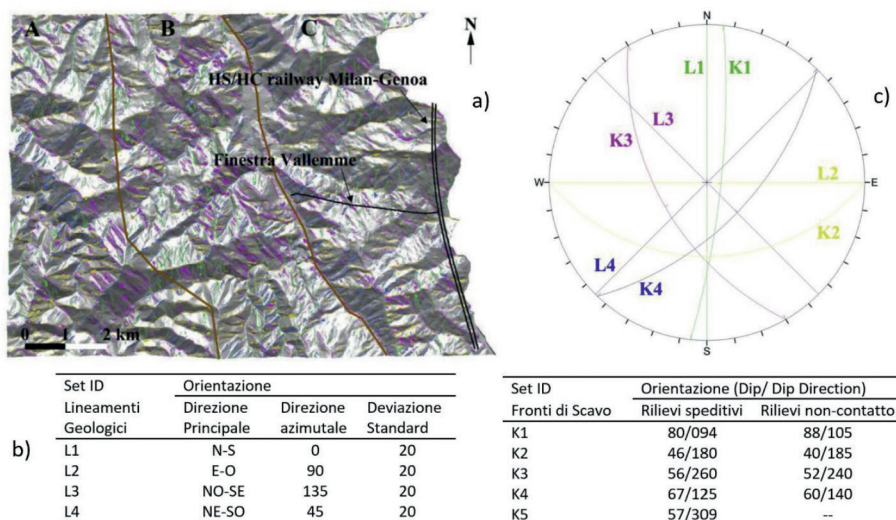 A B C
N
HS/HC railway Milan-Genoa
a)
Finestra Vallemme
0 1 2 km
N
L1 K1
c)
L3
K3
W L2 E
K2
L4
K4
S
b)
Set ID Orientazione
Lineamenti Geologici Direzione Principale Direzione azimutale Deviazione Standard
L1 N-S 0 20
L2 E-O 90 20
L3 NO-SE 135 20
L4 NE-SO 45 20
Set ID Orientazione (Dip/ Dip Direction)
Fronti di Scavo Rilievi speditivi Rilievi non-contatto
K1 80/094 88/105
K2 46/180 40/185
K3 56/260 52/240
K4 67/125 60/140
K5 57/309 --